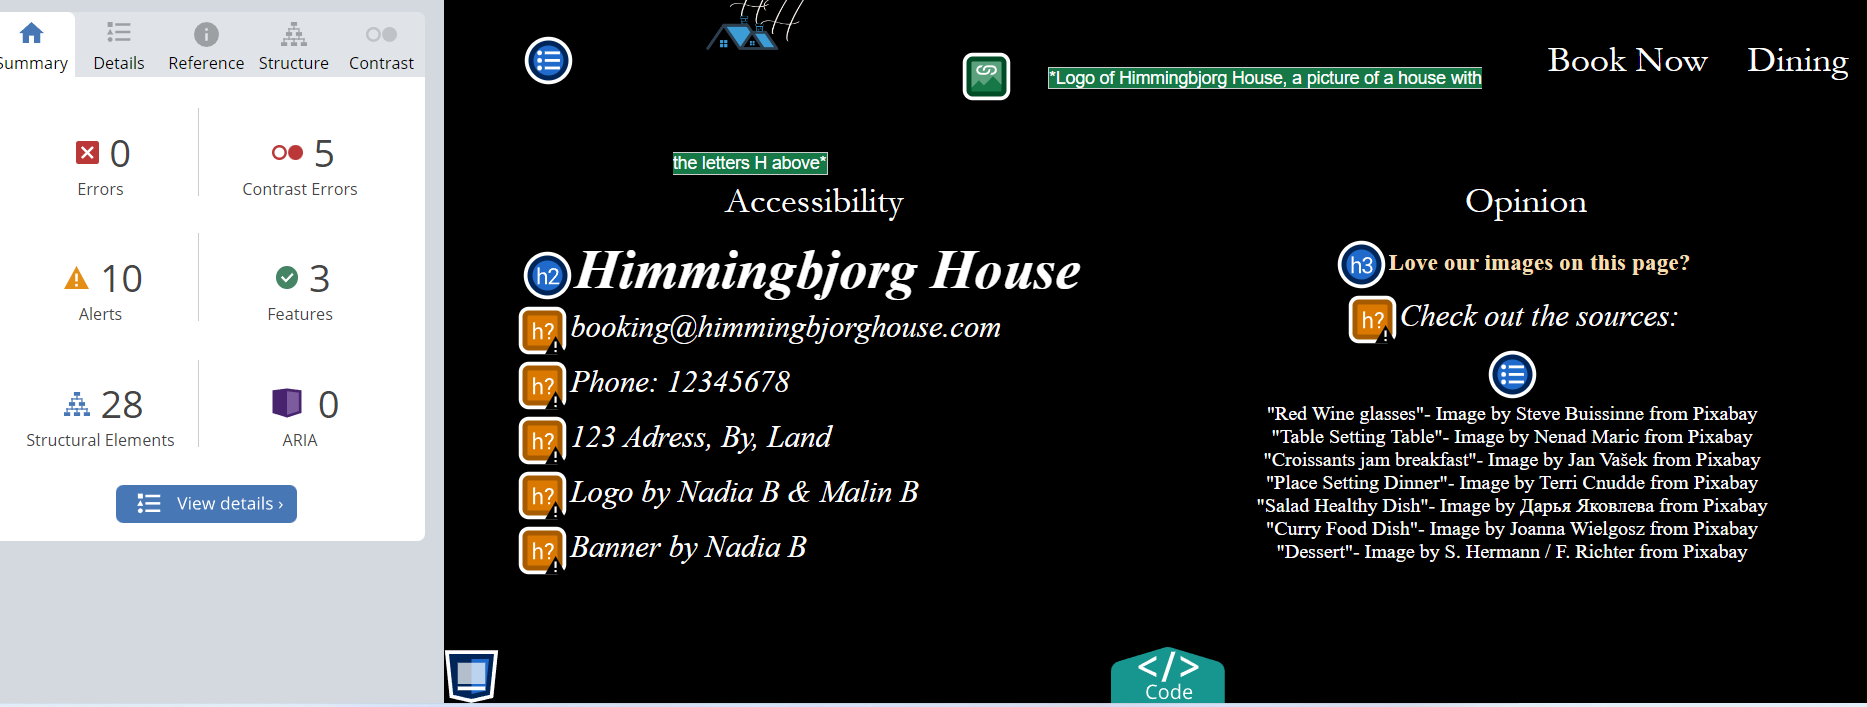 Summary
Details
Reference
Structure
Contrast
0
Errors
5
Contrast Errors
10
Alerts
3
Features
28
Structural Elements
0
ARIA
View details ›
HH
*Logo of Himmingbjorg House, a picture of a house with
the letters H above*
Book Now
Dining
Accessibility
Opinion
h2 Himmingbjorg House
h? booking@himmingbjorghouse.com
h? Phone: 12345678
h? 123 Adress, By, Land
h? Logo by Nadia B & Malin B
h? Banner by Nadia B
h3 Love our images on this page?
h? Check out the sources:
"Red Wine glasses"- Image by Steve Buissinne from Pixabay
"Table Setting Table"- Image by Nenad Maric from Pixabay
"Croissants jam breakfast"- Image by Jan Vašek from Pixabay
"Place Setting Dinner"- Image by Terri Cnudde from Pixabay
"Salad Healthy Dish"- Image by Дарья Яковлева from Pixabay
"Curry Food Dish"- Image by Joanna Wielgosz from Pixabay
"Dessert"- Image by S. Hermann / F. Richter from Pixabay
</> Code